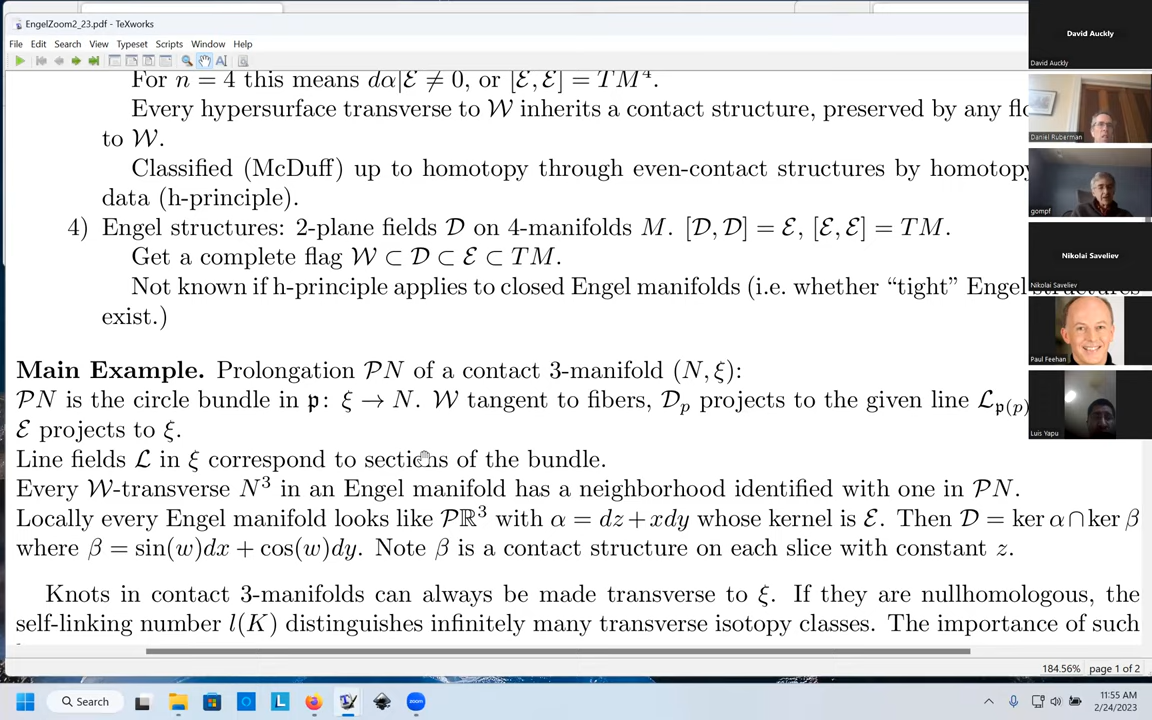 EngelZoom2_23.pdf - TeXworks
File Edit Search View Typeset Scripts Window Help
For n = 4 this means dα|ℰ ≠ 0, or [ℰ, ℰ] = TM⁴.
Every hypersurface transverse to 𝒲 inherits a contact structure, preserved by any
to 𝒲.
Classified (McDuff) up to homotopy through even-contact structures by homotopy
data (h-principle).
4) Engel structures: 2-plane fields 𝒟 on 4-manifolds M. [𝒟, 𝒟] = ℰ, [ℰ, ℰ] = TM.
Get a complete flag 𝒲 ⊂ 𝒟 ⊂ ℰ ⊂ TM.
Not known if h-principle applies to closed Engel manifolds (i.e. whether “tight” Engel structures
exist.)
Main Example. Prolongation 𝒫N of a contact 3-manifold (N, ξ):
𝒫N is the circle bundle in 𝔭: ξ → N. 𝒲 tangent to fibers, 𝒟ₚ projects to the given line ℒ_𝔭(p)
ℰ projects to ξ.
Line fields ℒ in ξ correspond to sections of the bundle.
Every 𝒲-transverse N³ in an Engel manifold has a neighborhood identified with one in 𝒫N.
Locally every Engel manifold looks like 𝒫ℝ³ with α = dz+xdy whose kernel is ℰ. Then 𝒟 = ker α∩ker β
where β = sin(w)dx + cos(w)dy. Note β is a contact structure on each slice with constant z.
Knots in contact 3-manifolds can always be made transverse to ξ. If they are nullhomologous, the
self-linking number l(K) distinguishes infinitely many transverse isotopy classes. The importance of such
184.56% page 1 of 2
David Auckly
David Auckly
Daniel Ruberman
gompf
Nikolai Saveliev
Nikolai Saveliev
Paul Feehan
Luis Yapu
Search
L
zoom
11:55 AM
2/24/2023